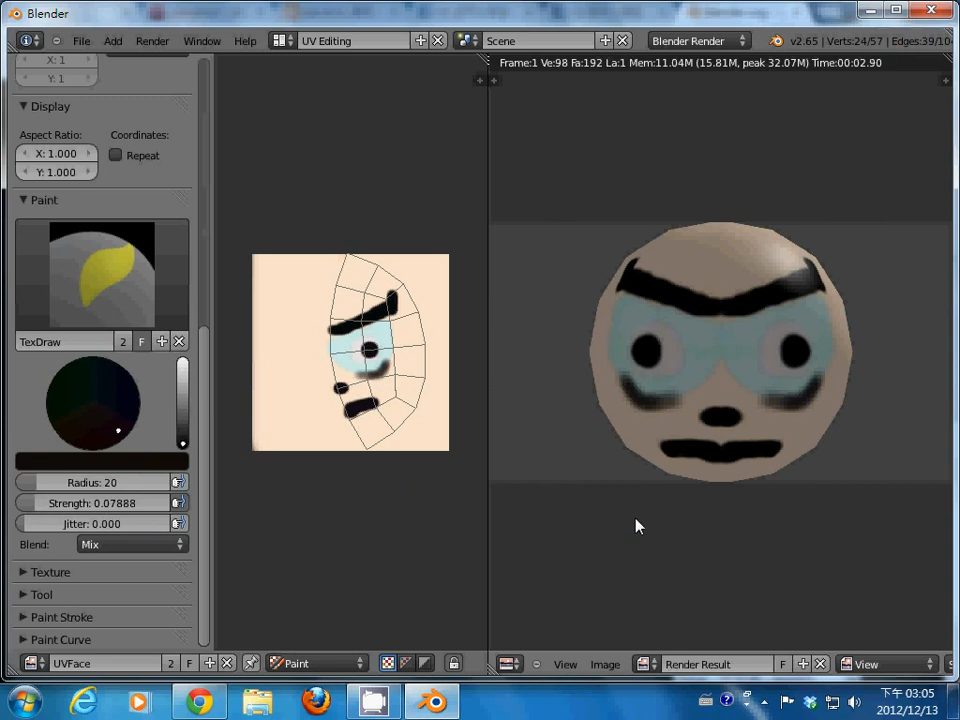 Blender
File Add Render Window Help UV Editing Scene Blender Render v2.65 | Verts:24/57 | Edges:39/10
Frame:1 Ve:98 Fa:192 La:1 Mem:11.04M (15.81M, peak 32.07M) Time:00:02.90
X: 1
Y: 1
Display
Aspect Ratio: Coordinates:
X: 1.000 Repeat
Y: 1.000
Paint
TexDraw 2 F
Radius: 20
Strength: 0.07888
Jitter: 0.000
Blend: Mix
Texture
Tool
Paint Stroke
Paint Curve
UVFace 2 F Paint View Image Render Result F View
下午 03:05
2012/12/13